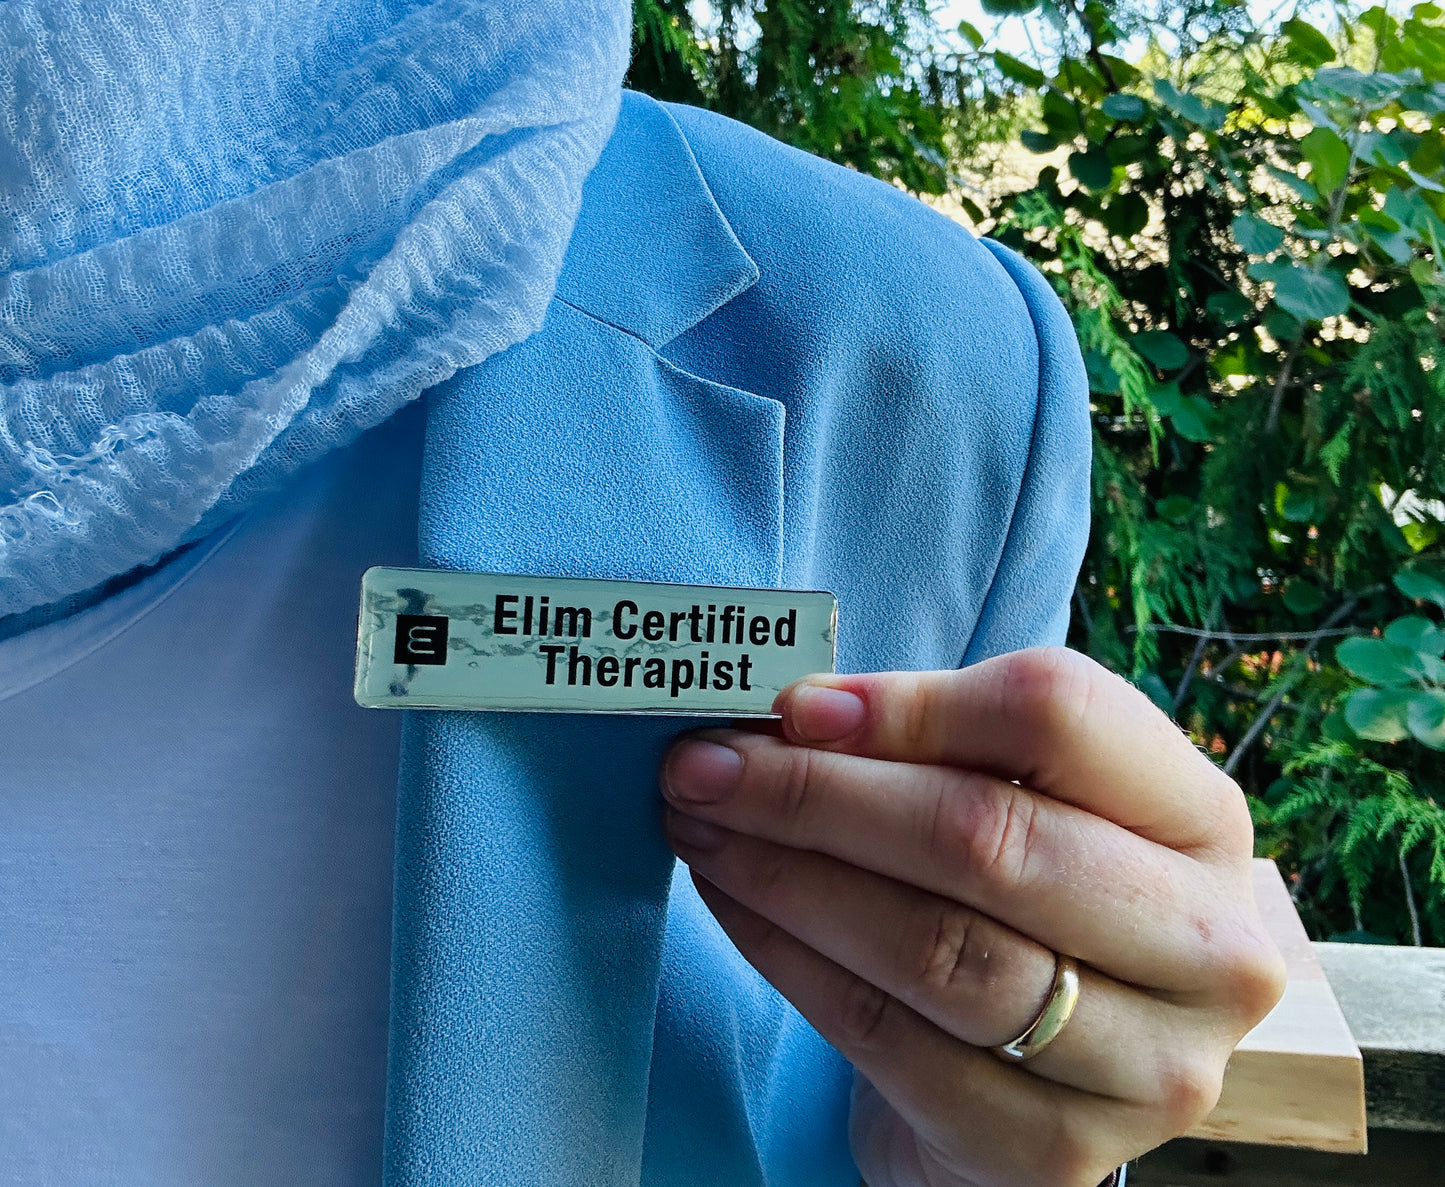 Elim Certified
Therapist